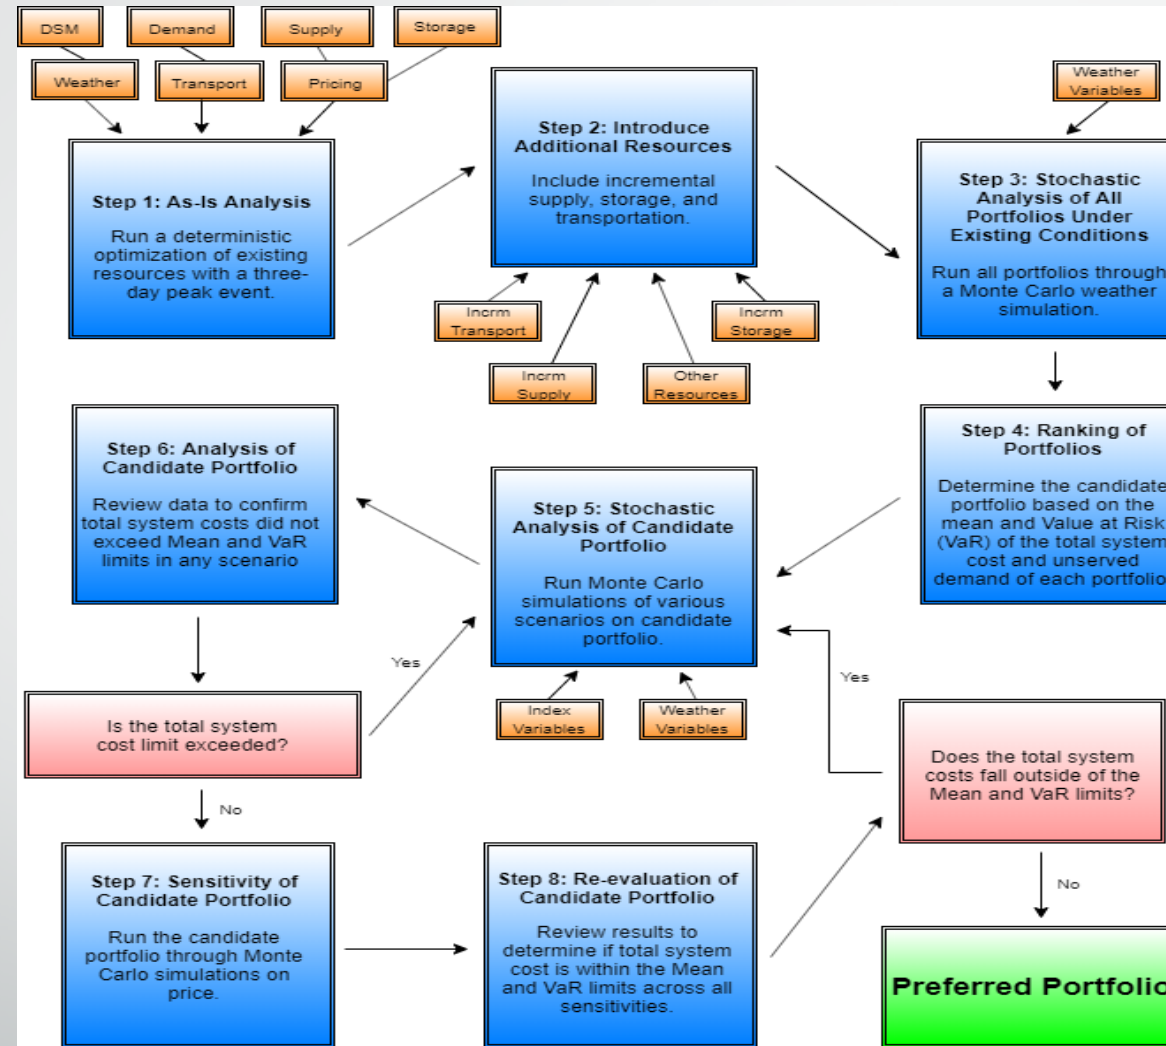 DSM
Demand
Supply
Storage
Weather
Transport
Pricing
Weather
Variables
Step 1: As-Is Analysis
Run a deterministic
optimization of existing
resources with a three-
day peak event.
Step 2: Introduce
Additional Resources
Include incremental
supply, storage, and
transportation.
Step 3: Stochastic
Analysis of All
Portfolios Under
Existing Conditions
Run all portfolios through
a Monte Carlo weather
simulation.
Incrm
Transport
Incrm
Storage
Incrm
Supply
Other
Resources
Step 4: Ranking of
Portfolios
Determine the candidate
portfolio based on the
mean and Value at Risk
(VaR) of the total system
cost and unserved
demand of each portfolio
Step 5: Stochastic
Analysis of Candidate
Portfolio
Run Monte Carlo
simulations of various
scenarios on candidate
portfolio.
Index
Variables
Weather
Variables
Step 6: Analysis of
Candidate Portfolio
Review data to confirm
total system costs did not
exceed Mean and VaR
limits in any scenario
Is the total system
cost limit exceeded?
Yes
No
Step 7: Sensitivity of
Candidate Portfolio
Run the candidate
portfolio through Monte
Carlo simulations on
price.
Step 8: Re-evaluation of
Candidate Portfolio
Review results to
determine if total system
cost is within the Mean
and VaR limits across all
sensitivities.
Does the total system
costs fall outside of the
Mean and VaR limits?
Yes
No
Preferred Portfolio